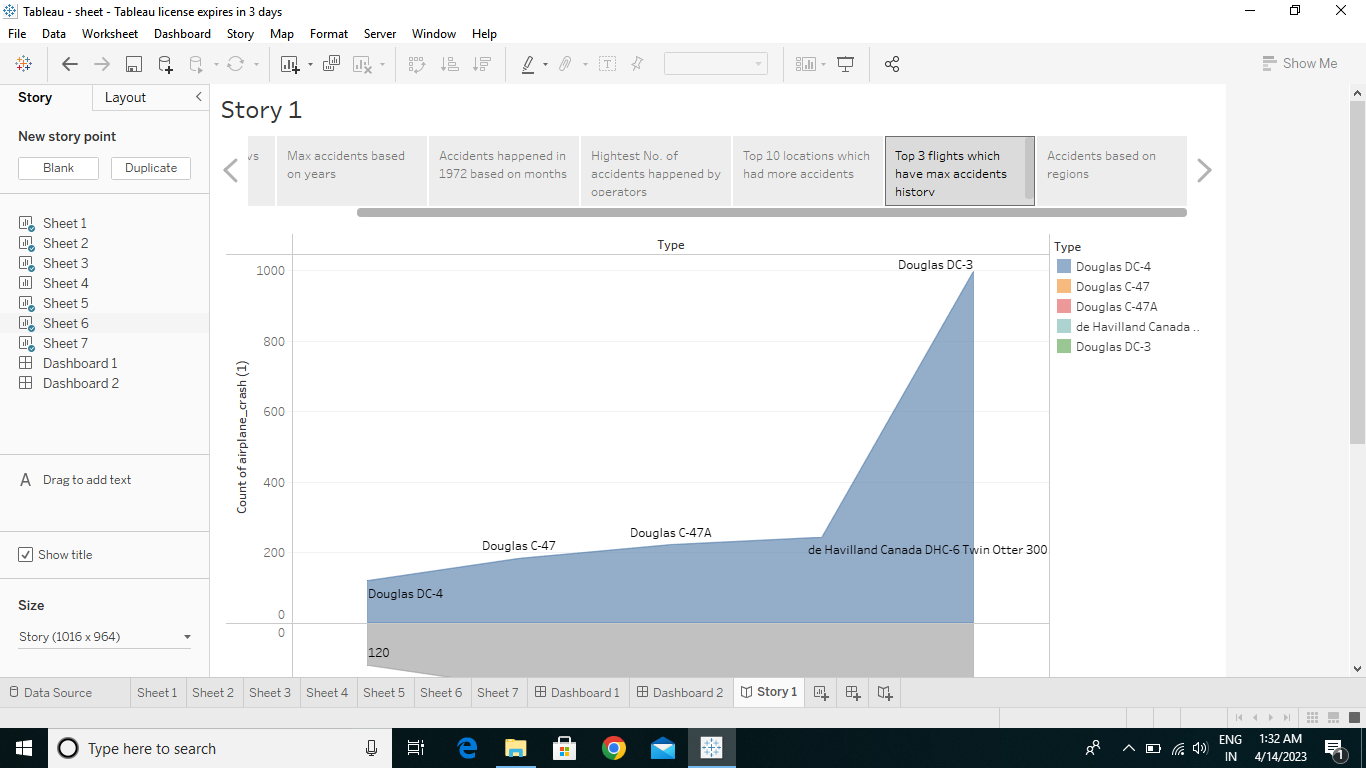 Tableau - sheet - Tableau license expires in 3 days
File Data Worksheet Dashboard Story Map Format Server Window Help
Show Me
Story Layout
New story point
Blank Duplicate
Sheet 1
Sheet 2
Sheet 3
Sheet 4
Sheet 5
Sheet 6
Sheet 7
Dashboard 1
Dashboard 2
A Drag to add text
Show title
Size
Story (1016 x 964)
Story 1
vs
Max accidents based
on years
Accidents happened in
1972 based on months
Hightest No. of
accidents happened by
operators
Top 10 locations which
had more accidents
Top 3 flights which
have max accidents
history
Accidents based on
regions
Type
Count of airplane_crash (1)
1000
800
600
400
200
0
0
Douglas DC-3
Douglas C-47A
Douglas C-47
de Havilland Canada DHC-6 Twin Otter 300
Douglas DC-4
120
Type
Douglas DC-4
Douglas C-47
Douglas C-47A
de Havilland Canada ..
Douglas DC-3
Data Source Sheet 1 Sheet 2 Sheet 3 Sheet 4 Sheet 5 Sheet 6 Sheet 7 Dashboard 1 Dashboard 2 Story 1
Type here to search
ENG
IN
1:32 AM
4/14/2023
1